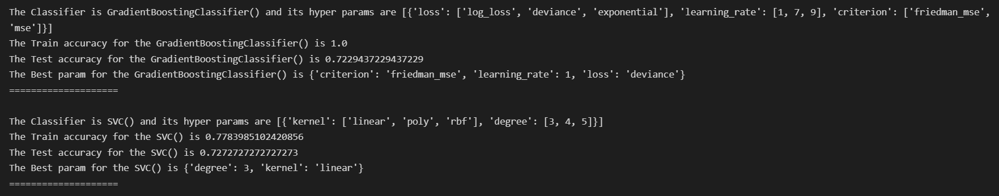 The Classifier is GradientBoostingClassifier() and its hyper params are [{'loss': ['log_loss', 'deviance', 'exponential'], 'learning_rate': [1, 7, 9], 'criterion': ['friedman_mse',
'mse']}]
The Train accuracy for the GradientBoostingClassifier() is 1.0
The Test accuracy for the GradientBoostingClassifier() is 0.7229437229437229
The Best param for the GradientBoostingClassifier() is {'criterion': 'friedman_mse', 'learning_rate': 1, 'loss': 'deviance'}
====================
The Classifier is SVC() and its hyper params are [{'kernel': ['linear', 'poly', 'rbf'], 'degree': [3, 4, 5]}]
The Train accuracy for the SVC() is 0.7783985102420856
The Test accuracy for the SVC() is 0.7272727272727273
The Best param for the SVC() is {'degree': 3, 'kernel': 'linear'}
====================